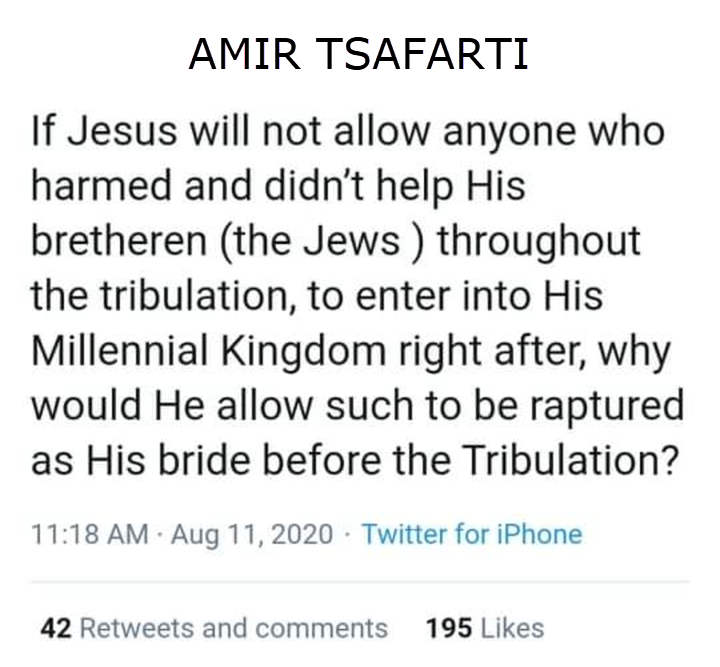 AMIR TSAFARTI
If Jesus will not allow anyone who
harmed and didn't help His
bretheren (the Jews ) throughout
the tribulation, to enter into His
Millennial Kingdom right after, why
would He allow such to be raptured
as His bride before the Tribulation?
11:18 AM · Aug 11, 2020 · Twitter for iPhone
42 Retweets and comments 195 Likes